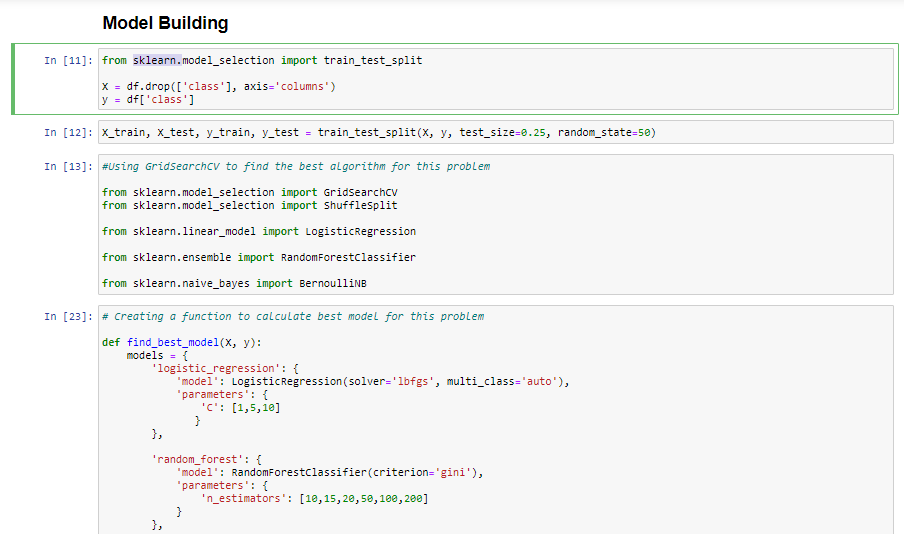 Model Building
In [11]: from sklearn.model_selection import train_test_split
X = df.drop(['class'], axis='columns')
y = df['class']
In [12]: X_train, X_test, y_train, y_test = train_test_split(X, y, test_size=0.25, random_state=50)
In [13]: #Using GridSearchCV to find the best algorithm for this problem
from sklearn.model_selection import GridSearchCV
from sklearn.model_selection import ShuffleSplit
from sklearn.linear_model import LogisticRegression
from sklearn.ensemble import RandomForestClassifier
from sklearn.naive_bayes import BernoulliNB
In [23]: # Creating a function to calculate best model for this problem
def find_best_model(X, y):
    models = {
        'logistic_regression': {
            'model': LogisticRegression(solver='lbfgs', multi_class='auto'),
            'parameters': {
                'C': [1,5,10]
               }
        },
        'random_forest': {
            'model': RandomForestClassifier(criterion='gini'),
            'parameters': {
                'n_estimators': [10,15,20,50,100,200]
            }
        },